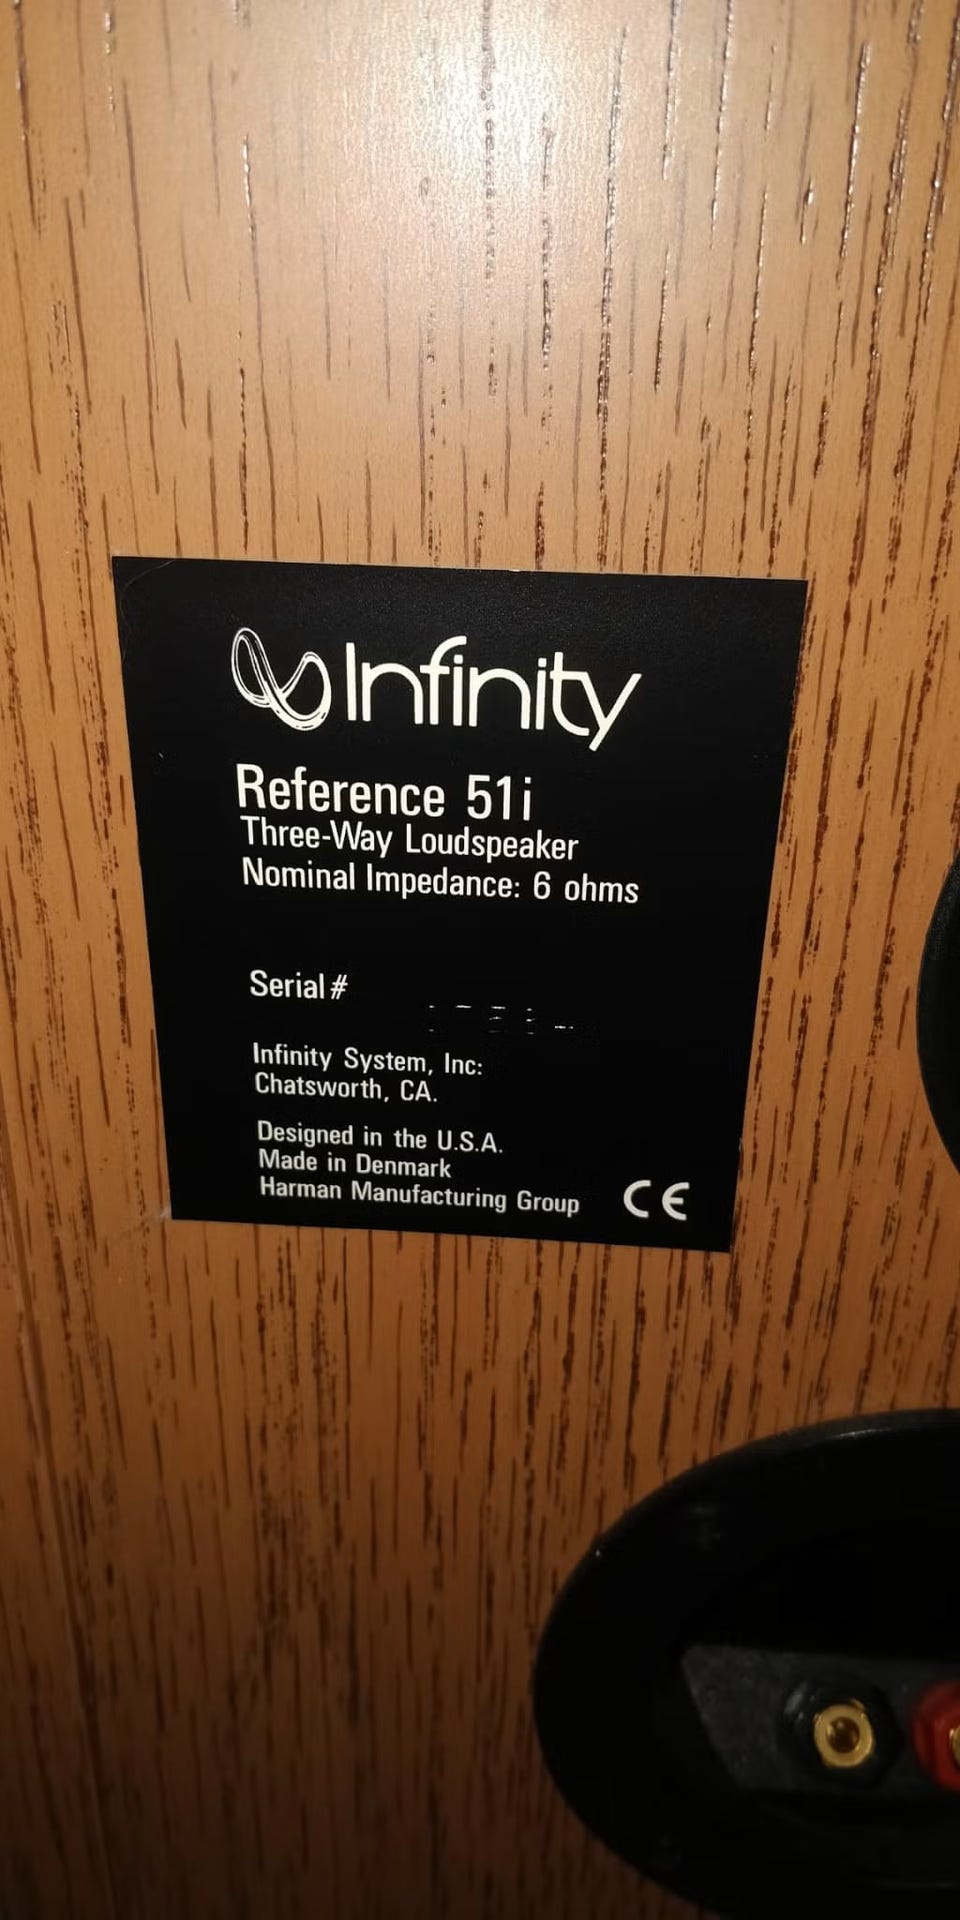 Infinity
Reference 51i
Three-Way Loudspeaker
Nominal Impedance: 6 ohms
Serial#
Infinity System, Inc:
Chatsworth, CA.
Designed in the U.S.A.
Made in Denmark
Harman Manufacturing Group
CE